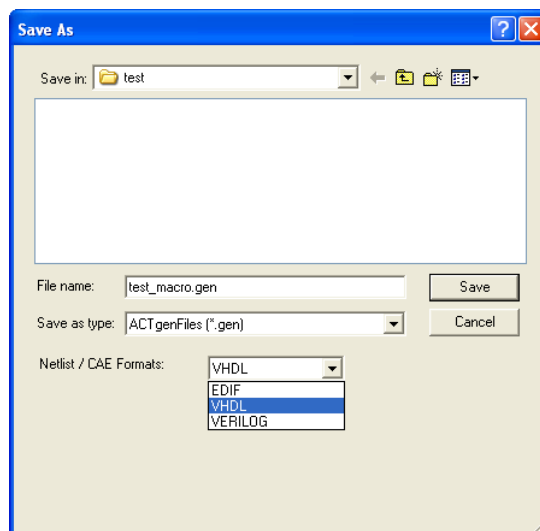 Save As
Save in: test
File name: test_macro.gen Save
Save as type: ACTgenFiles (*.gen) Cancel
Netlist / CAE Formats: VHDL
EDIF
VHDL
VERILOG